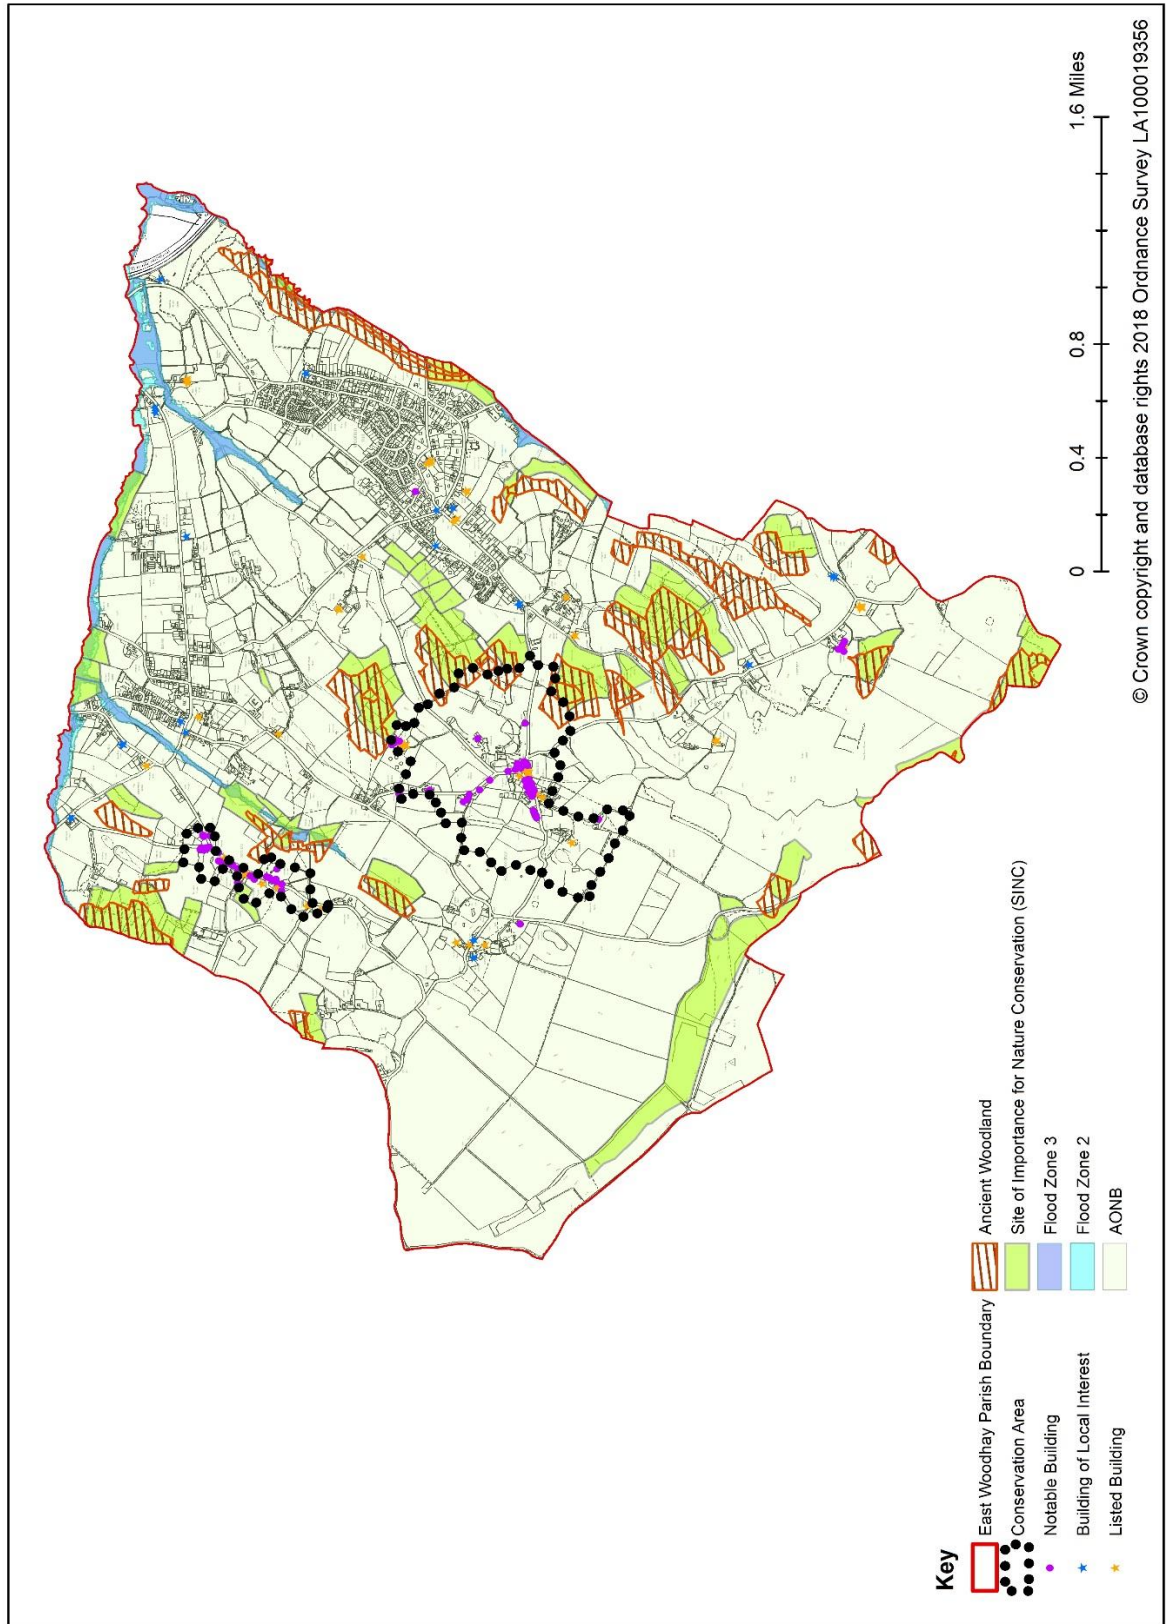 Key
East Woodhay Parish Boundary
Conservation Area
Notable Building
Building of Local Interest
Listed Building
Ancient Woodland
Site of Importance for Nature Conservation (SINC)
Flood Zone 3
Flood Zone 2
AONB
0 0.4 0.8 1.6 Miles
© Crown copyright and database rights 2018 Ordnance Survey LA100019356